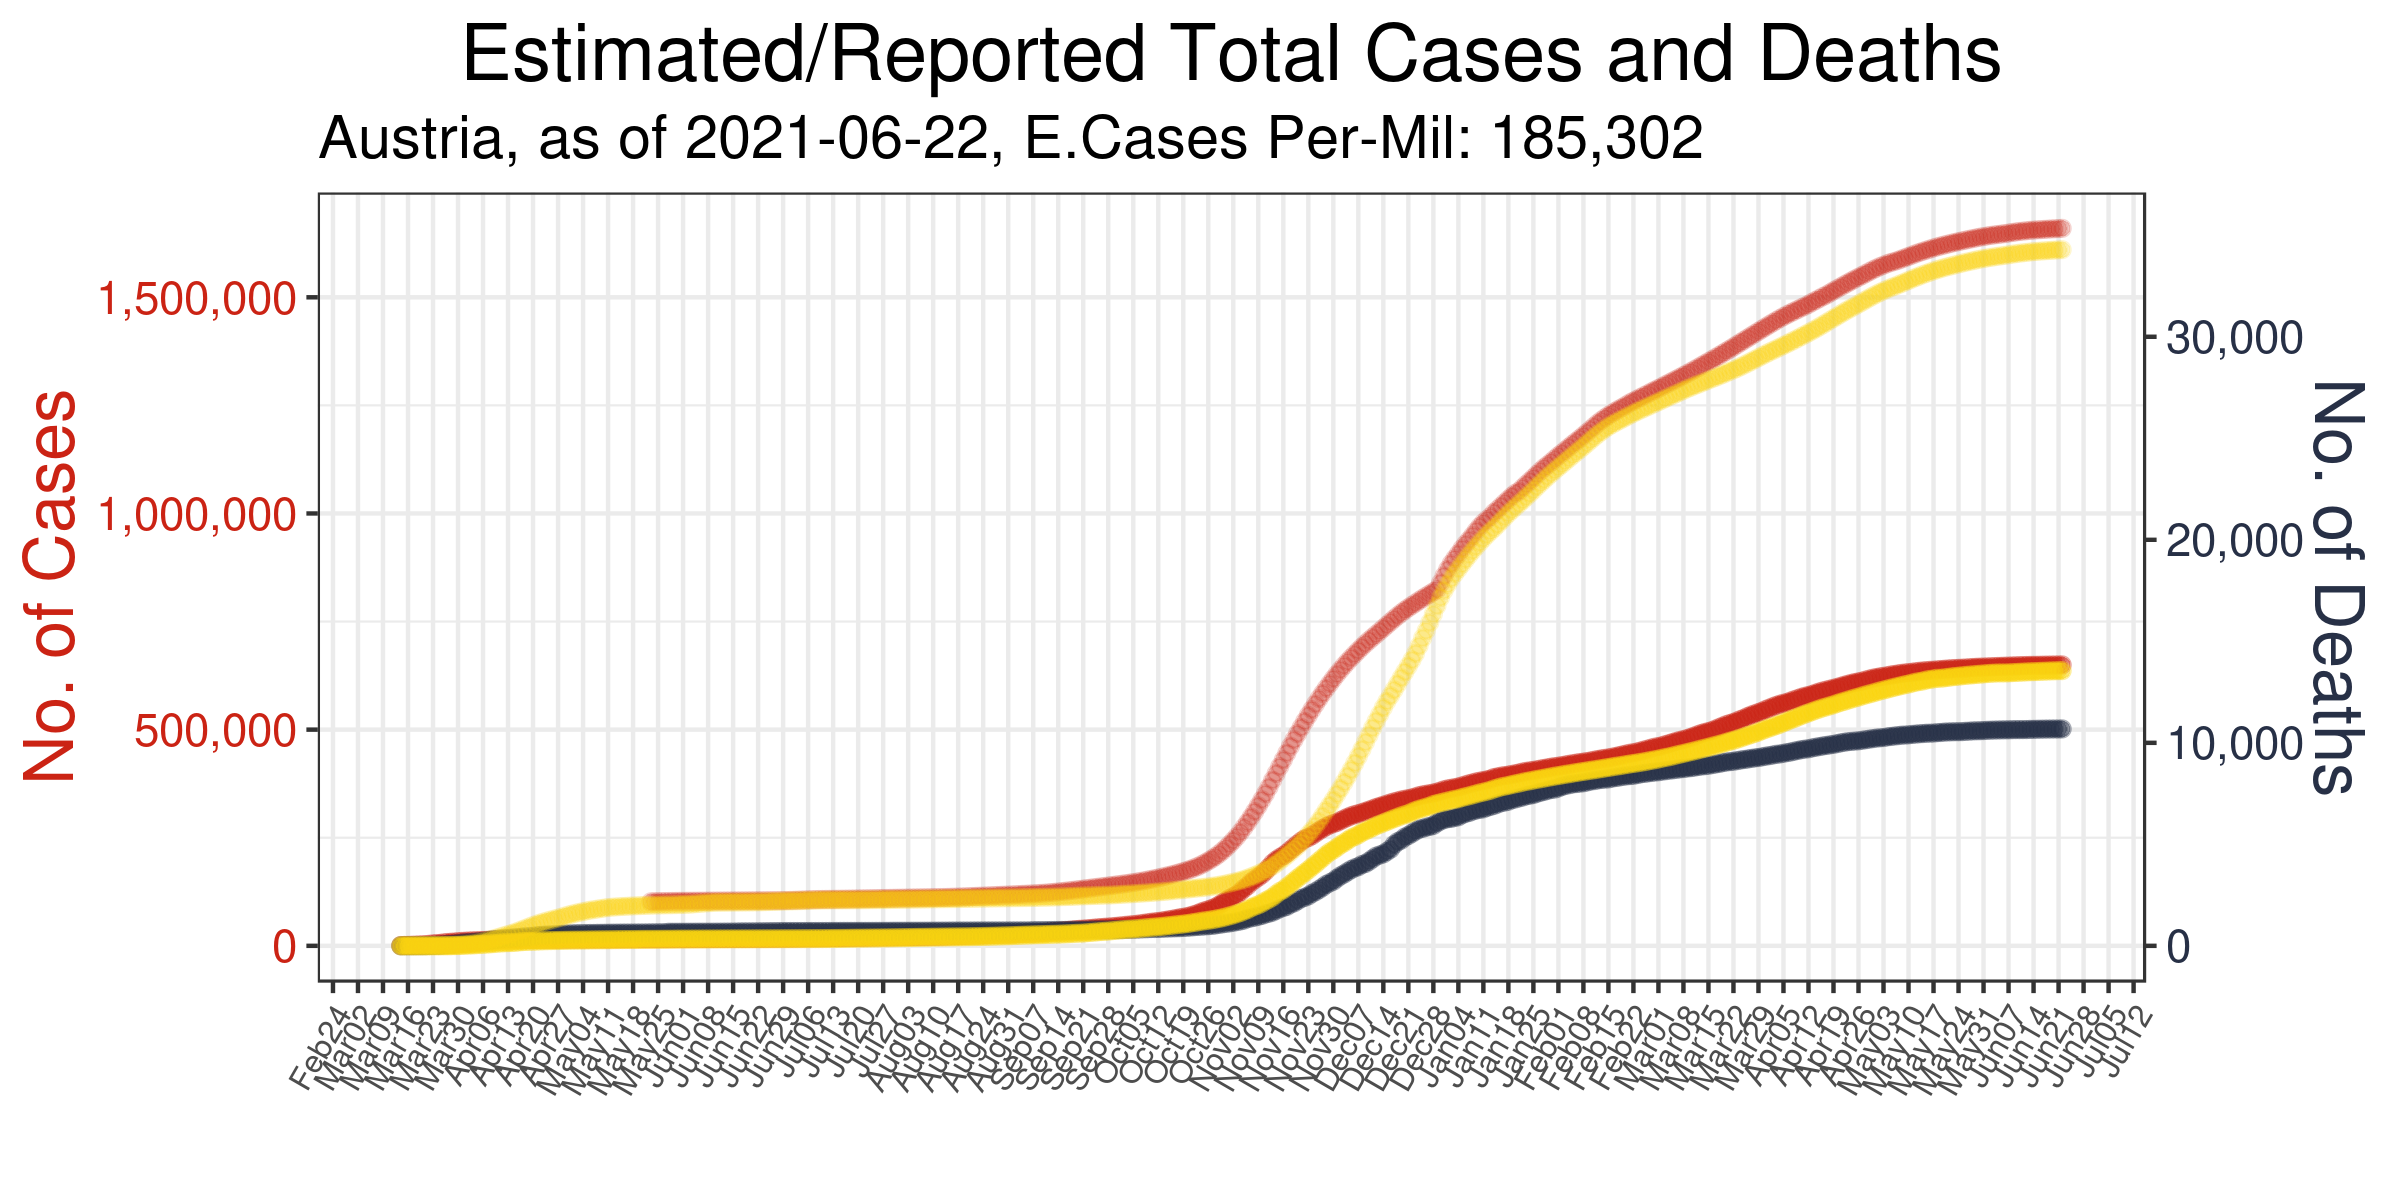 Estimated/Reported Total Cases and Deaths
Austria, as of 2021-06-22, E.Cases Per-Mil: 185,302
No. of Cases
1,500,000
1,000,000
500,000
0
30,000
20,000
10,000
0
No. of Deaths
Feb24
Mar02
Mar09
Mar16
Mar23
Mar30
Apr06
Apr13
Apr20
Apr27
May04
May11
May18
May25
Jun01
Jun08
Jun15
Jun22
Jun29
Jul06
Jul13
Jul20
Jul27
Aug03
Aug10
Aug17
Aug24
Aug31
Sep07
Sep14
Sep21
Sep28
Oct05
Oct12
Oct19
Oct26
Nov02
Nov09
Nov16
Nov23
Nov30
Dec07
Dec14
Dec21
Dec28
Jan04
Jan11
Jan18
Jan25
Feb01
Feb08
Feb15
Feb22
Mar01
Mar08
Mar15
Mar22
Mar29
Apr05
Apr12
Apr19
Apr26
May03
May10
May17
May24
May31
Jun07
Jun14
Jun21
Jun28
Jul05
Jul12